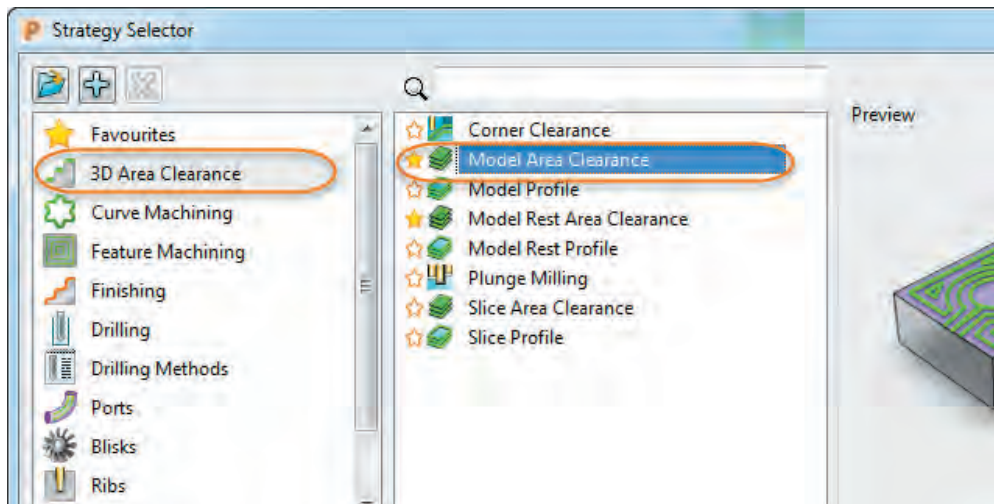 Strategy Selector
Favourites
3D Area Clearance
Curve Machining
Feature Machining
Finishing
Drilling
Drilling Methods
Ports
Blisks
Ribs
Corner Clearance
Model Area Clearance
Model Profile
Model Rest Area Clearance
Model Rest Profile
Plunge Milling
Slice Area Clearance
Slice Profile
Preview